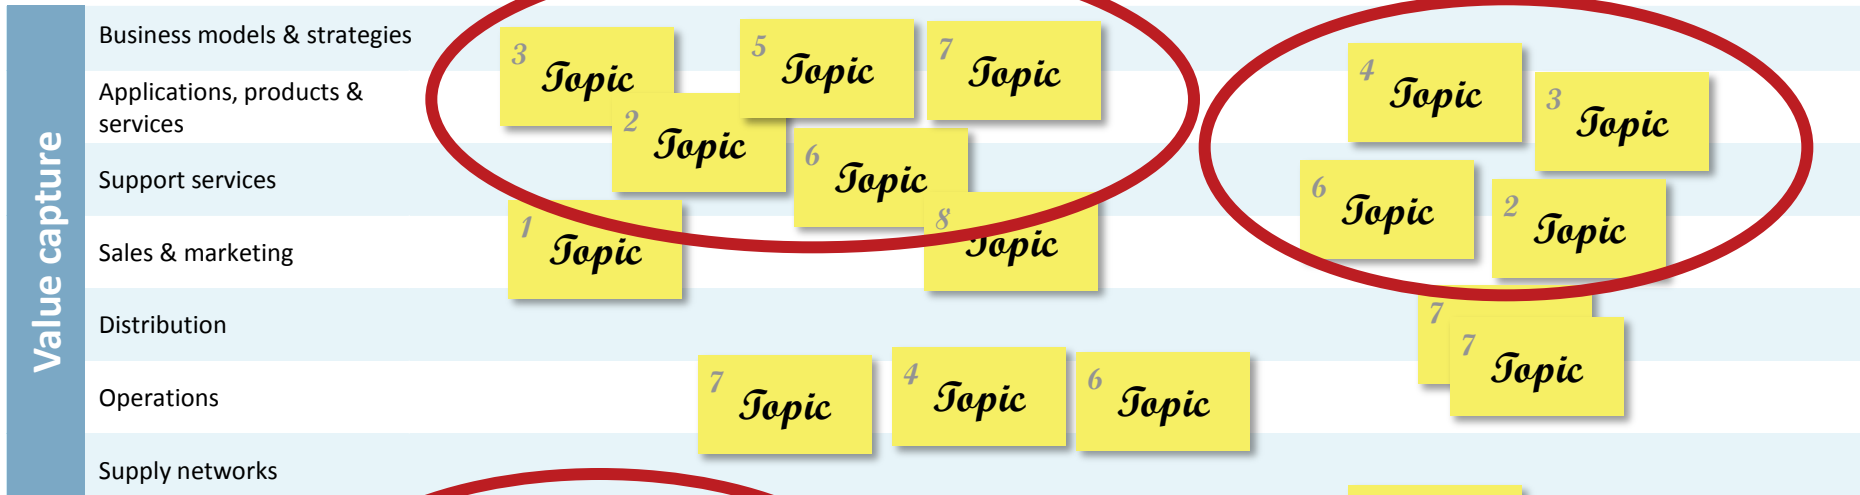 Value capture
Business models & strategies
Applications, products &
services
Support services
Sales & marketing
Distribution
Operations
Supply networks
3
Topic
5
Topic
7
Topic
2
Topic
6
Topic
1
Topic
8
Topic
4
Topic
3
Topic
6
Topic
2
Topic
7
7
Topic
7
Topic
4
Topic
6
Topic